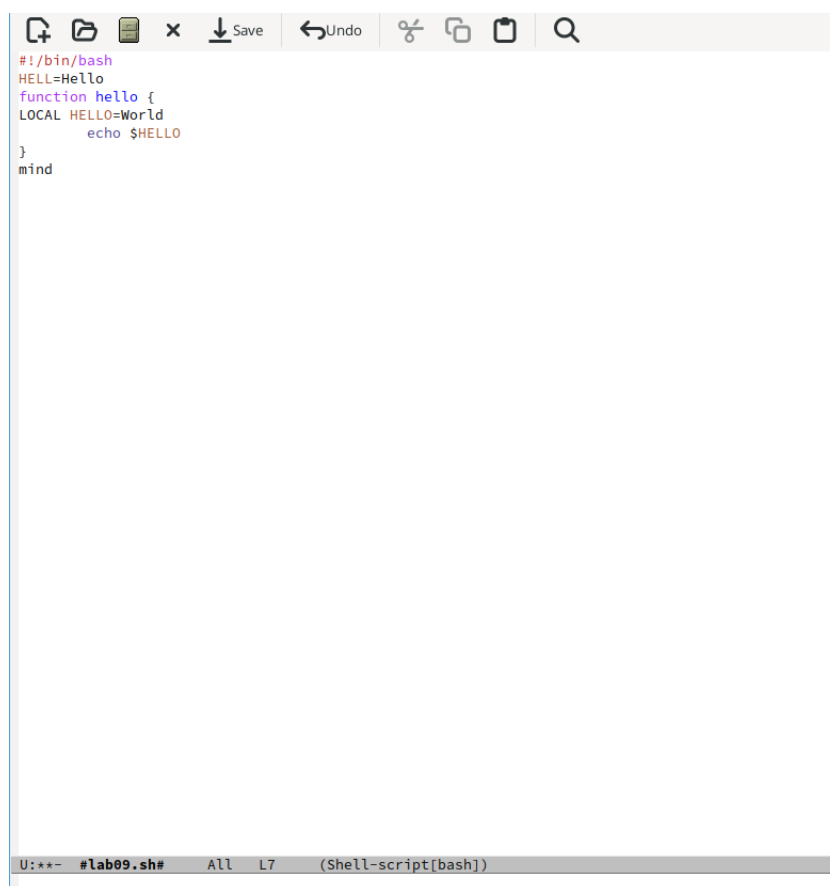 Save Undo
#!/bin/bash
HELL=Hello
function hello {
LOCAL HELLO=World
        echo $HELLO
}
mind
U:**-  #lab09.sh#     All   L7     (Shell-script[bash])